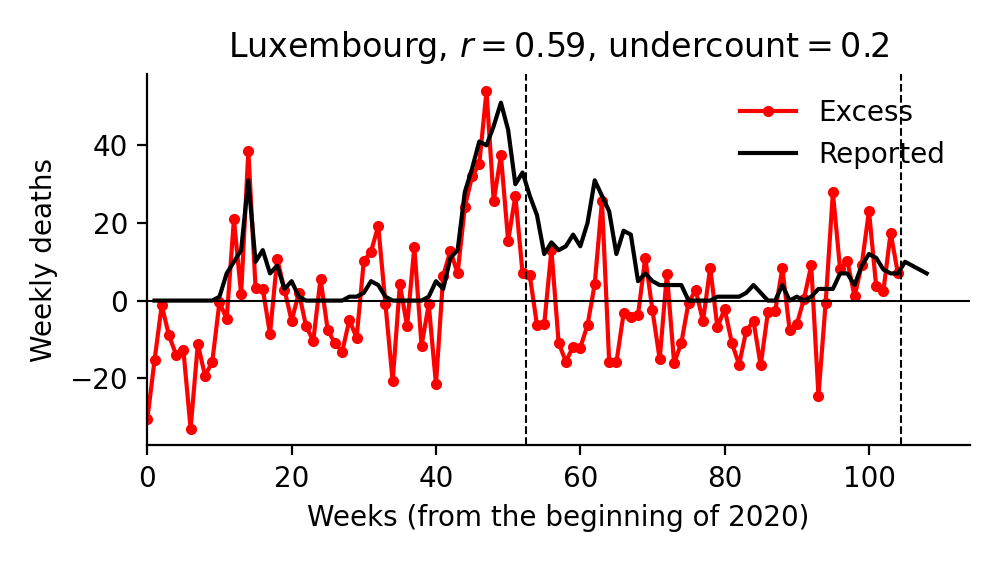 Luxembourg, r = 0.59, undercount = 0.2
Excess
Reported
Weekly deaths
40
20
0
−20
0 20 40 60 80 100
Weeks (from the beginning of 2020)